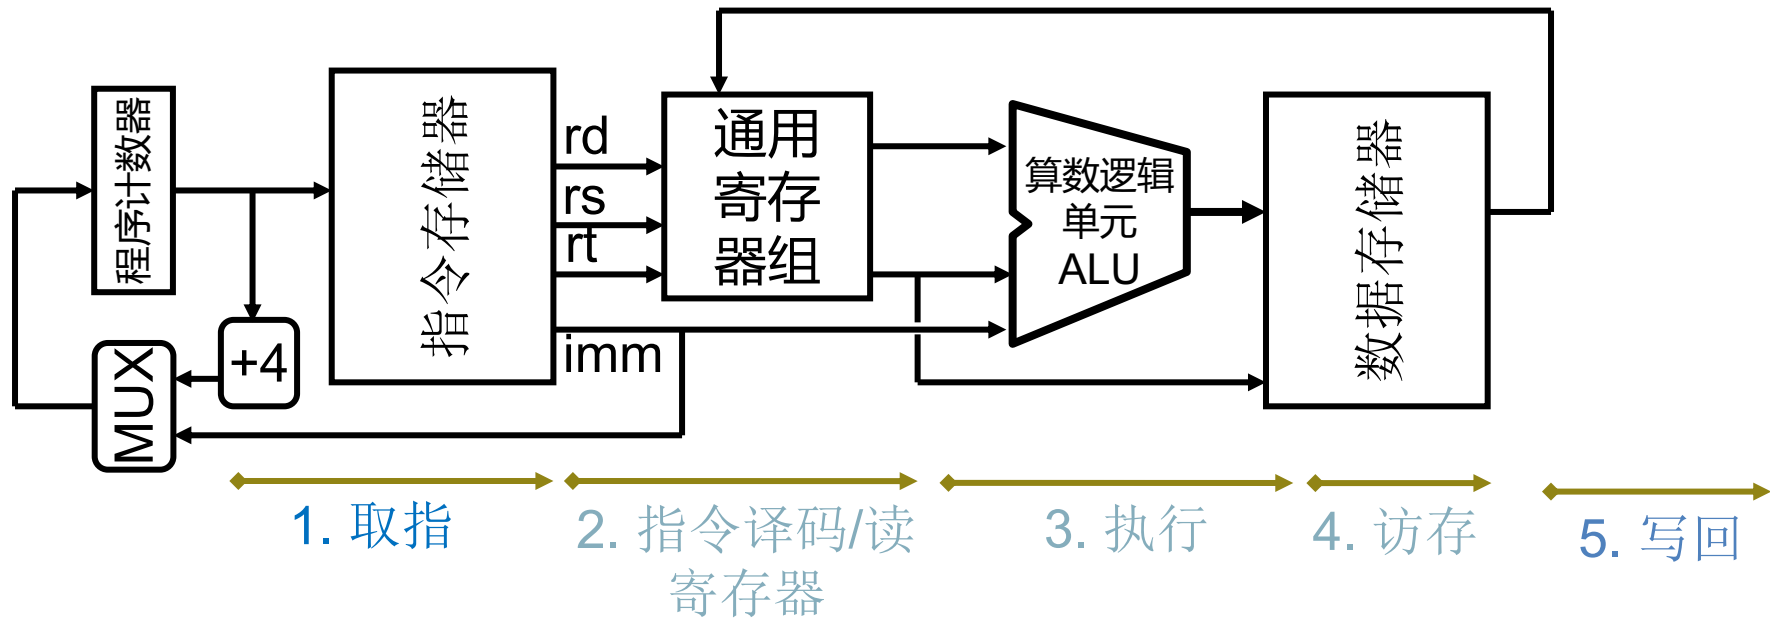 程序计数器
+4
MUX
指令存储器
rd
rs
rt
imm
通用
寄存
器组
算数逻辑
单元
ALU
数据存储器
1. 取指
2. 指令译码/读
寄存器
3. 执行
4. 访存
5. 写回